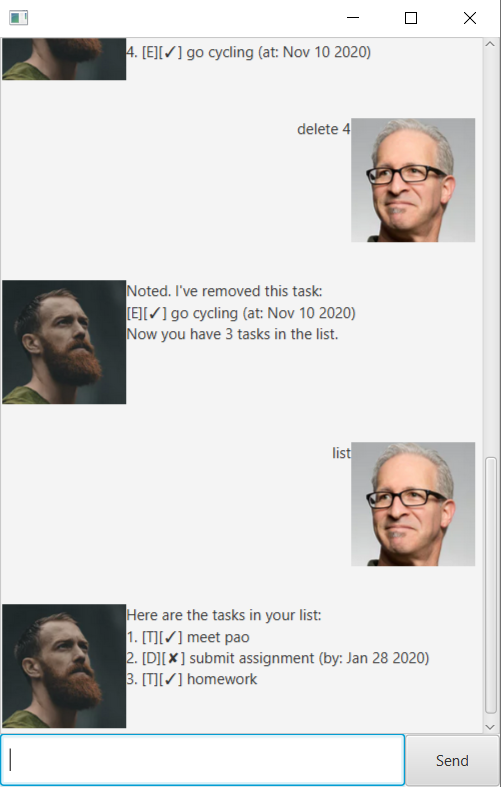 4. [E][✓] go cycling (at: Nov 10 2020)
delete 4
Noted. I've removed this task:
[E][✓] go cycling (at: Nov 10 2020)
Now you have 3 tasks in the list.
list
Here are the tasks in your list:
1. [T][✓] meet pao
2. [D][✘] submit assignment (by: Jan 28 2020)
3. [T][✓] homework
Send